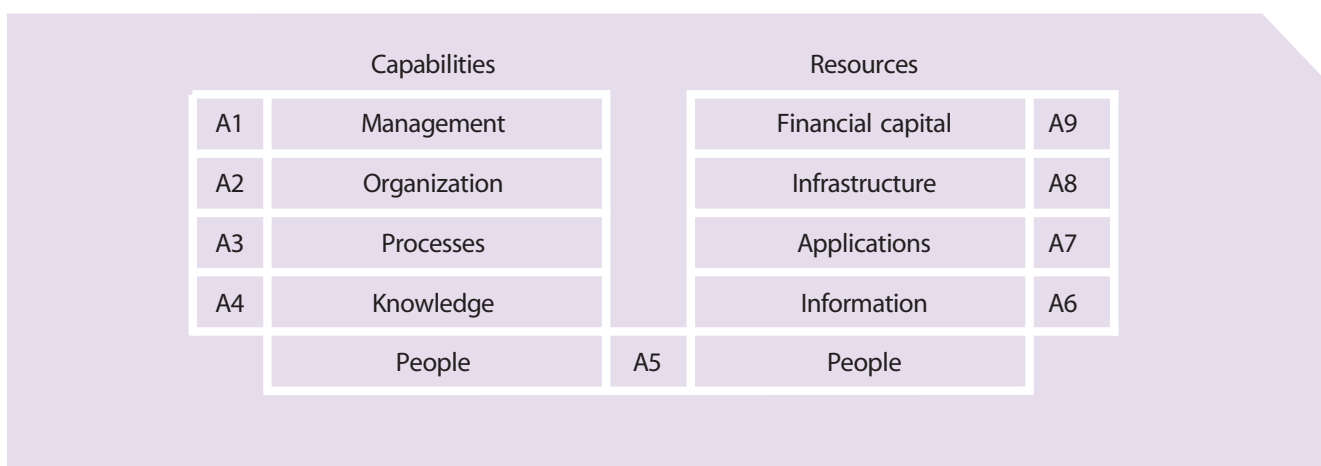 Capabilities Resources
A1 Management Financial capital A9
A2 Organization Infrastructure A8
A3 Processes Applications A7
A4 Knowledge Information A6
People A5 People